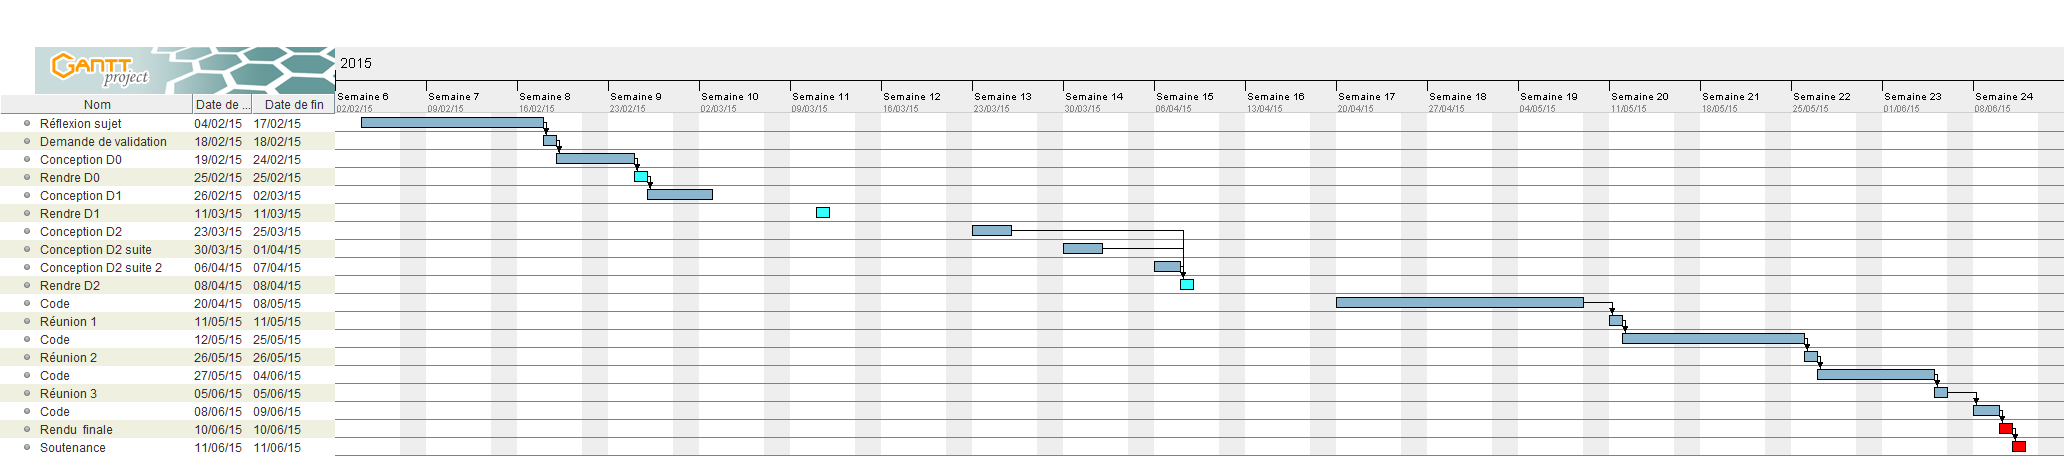 GANTT
project
2015
Semaine 6 Semaine 7 Semaine 8 Semaine 9 Semaine 10 Semaine 11 Semaine 12 Semaine 13 Semaine 14 Semaine 15 Semaine 16 Semaine 17 Semaine 18 Semaine 19 Semaine 20 Semaine 21 Semaine 22 Semaine 23 Semaine 24
Nom Date de ... Date de fin 02/02/15 09/02/15 16/02/15 23/02/15 02/03/15 09/03/15 16/03/15 23/03/15 30/03/15 06/04/15 13/04/15 20/04/15 27/04/15 04/05/15 11/05/15 18/05/15 25/05/15 01/06/15 08/06/15
Réflexion sujet 04/02/15 17/02/15
Demande de validation 18/02/15 18/02/15
Conception D0 19/02/15 24/02/15
Rendre D0 25/02/15 25/02/15
Conception D1 26/02/15 02/03/15
Rendre D1 11/03/15 11/03/15
Conception D2 23/03/15 25/03/15
Conception D2 suite 30/03/15 01/04/15
Conception D2 suite 2 06/04/15 07/04/15
Rendre D2 08/04/15 08/04/15
Code 20/04/15 08/05/15
Réunion 1 11/05/15 11/05/15
Code 12/05/15 25/05/15
Réunion 2 26/05/15 26/05/15
Code 27/05/15 04/06/15
Réunion 3 05/06/15 05/06/15
Code 08/06/15 09/06/15
Rendu finale 10/06/15 10/06/15
Soutenance 11/06/15 11/06/15